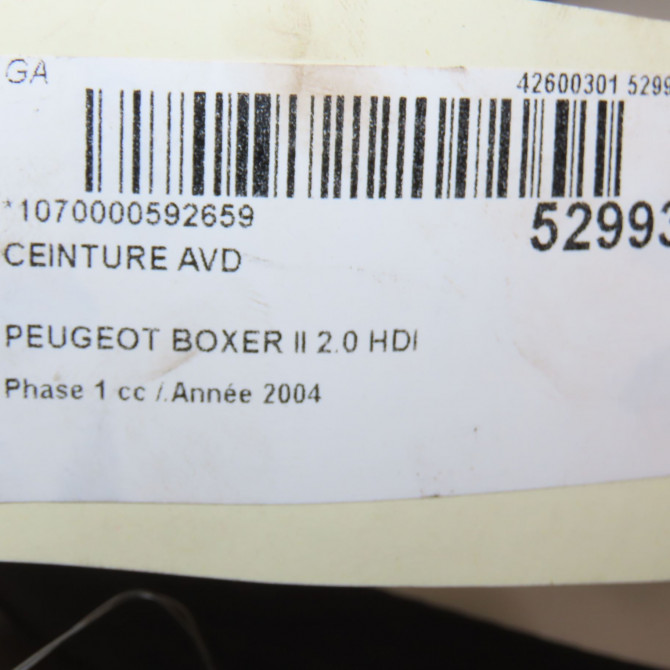 GA
42600301 5299
*1070000592659
52993
CEINTURE AVD
PEUGEOT BOXER II 2.0 HDI
Phase 1 cc / Année 2004